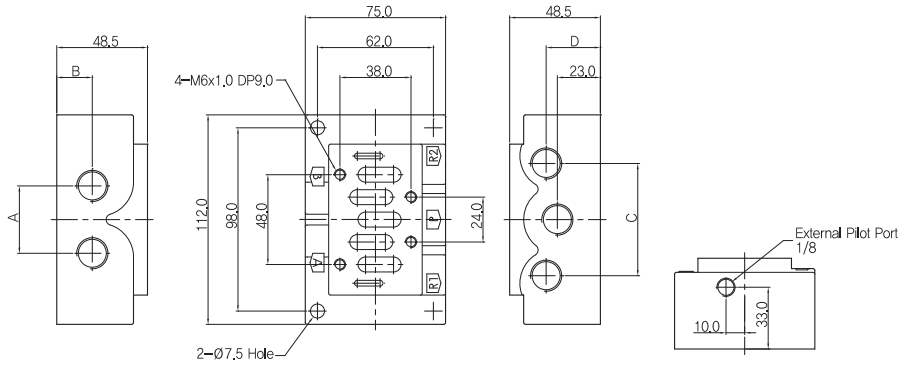 75.0
48.5
48.5
62.0
D
B
38.0
23.0
4-M6x1.0 DP9.0
R2
B
A
112.0
98.0
48.0
P
24.0
C
External Pilot Port
1/8
A
R1
10.0
33.0
2-Ø7.5 Hole